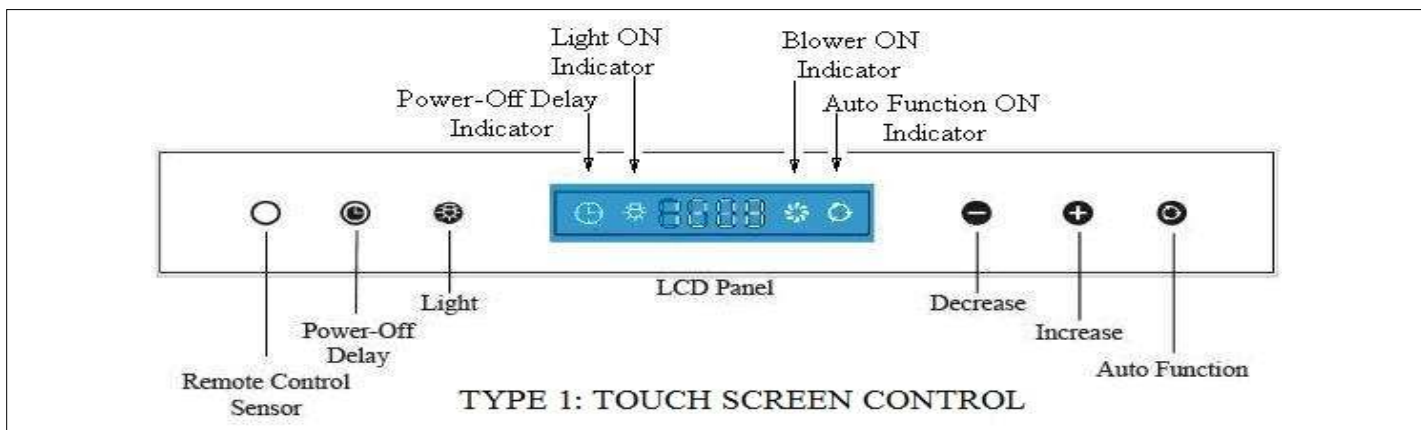 Light ON
Indicator
Blower ON
Indicator
Power-Off Delay
Indicator
Auto Function ON
Indicator
LCD Panel
Light
Power-Off
Delay
Remote Control
Sensor
Decrease
Increase
Auto Function
TYPE 1: TOUCH SCREEN CONTROL